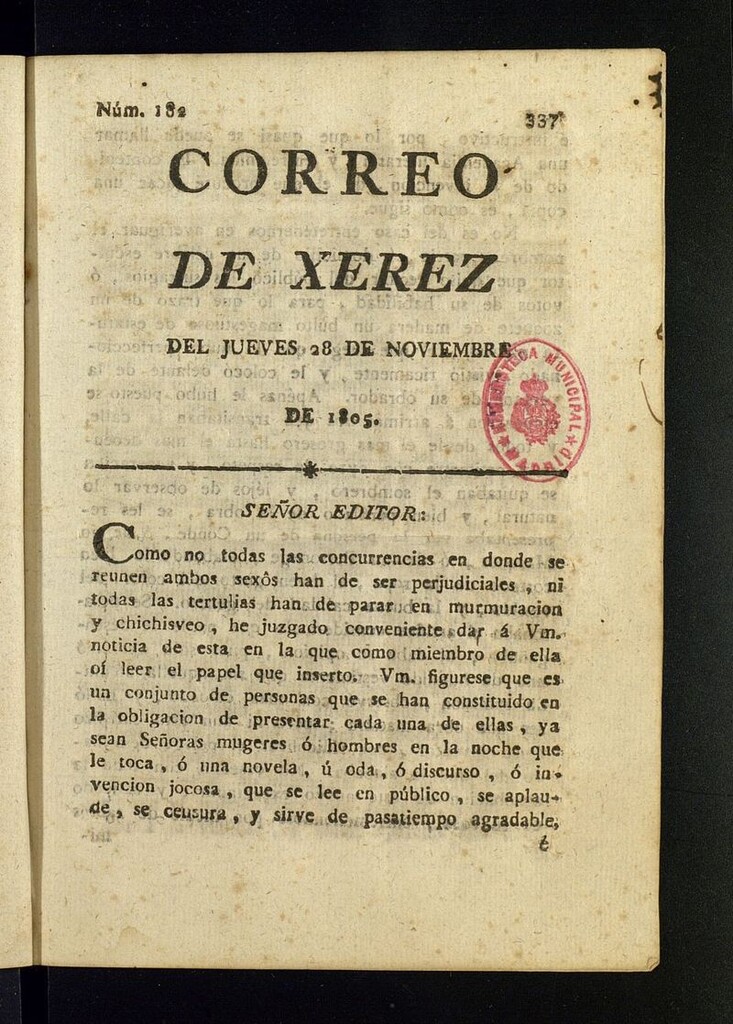 Núm. 182
337
CORREO
DE XEREZ
DEL JUEVES 28 DE NOVIEMBRE
DE 1805.
BIBLIOTECA MUNICIPAL
MADRID
SEÑOR EDITOR:
Como no todas las concurrencias en donde se
reunen ambos sexôs han de ser perjudiciales, ni
todas las tertulias han de parar en murmuracion
y chichisveo, he juzgado conveniente dar á Vm.
noticia de esta en la que como miembro de ella
oí leer el papel que inserto. Vm. figurese que es
un conjunto de personas que se han constituido en
la obligacion de presentar cada una de ellas, ya
sean Señoras mugeres ó hombres en la noche que
le toca, ó una novela, ú oda, ó discurso, ó in-
vencion jocosa, que se lee en público, se aplau-
de, se ceusura, y sirve de pasatiempo agradable,
é